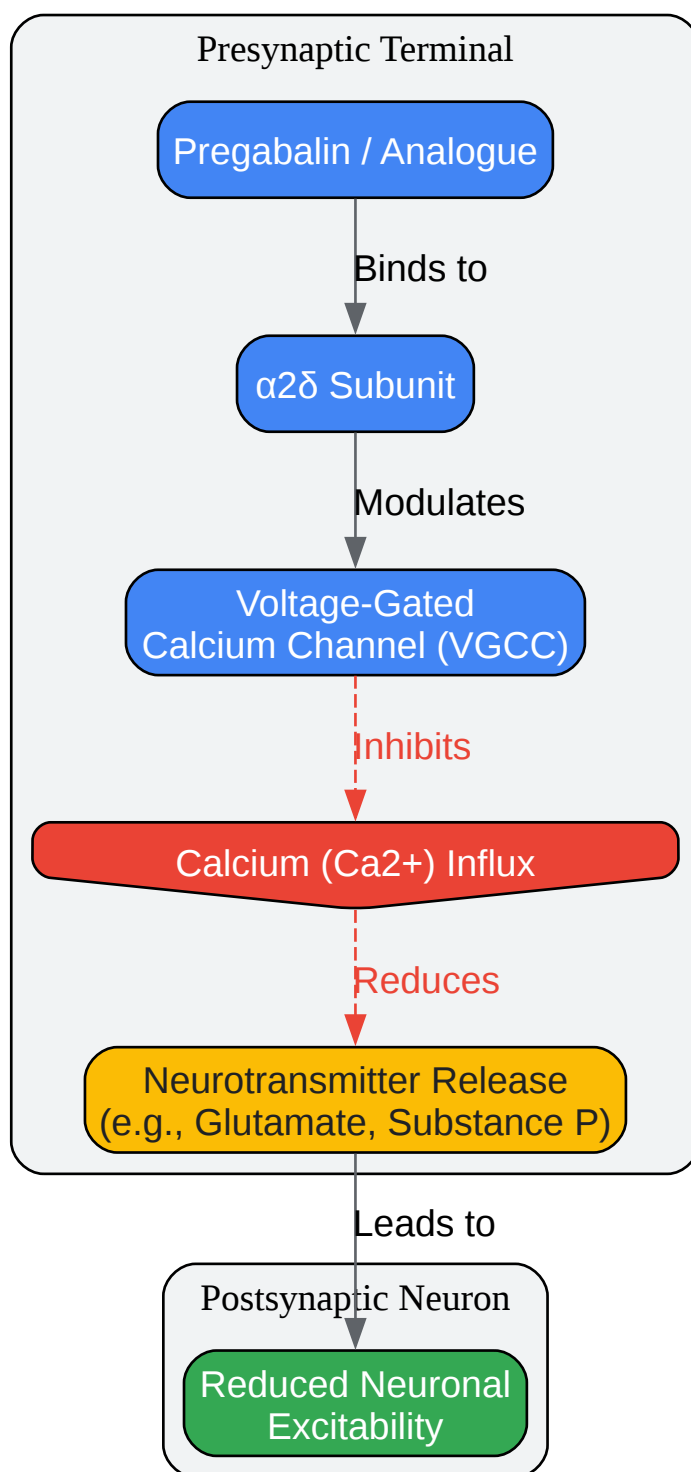 Presynaptic Terminal
Pregabalin / Analogue
Binds to
α2δ Subunit
Modulates
Voltage-Gated
Calcium Channel (VGCC)
Inhibits
Calcium (Ca2+) Influx
Reduces
Neurotransmitter Release
(e.g., Glutamate, Substance P)
Leads to
Postsynaptic Neuron
Reduced Neuronal
Excitability